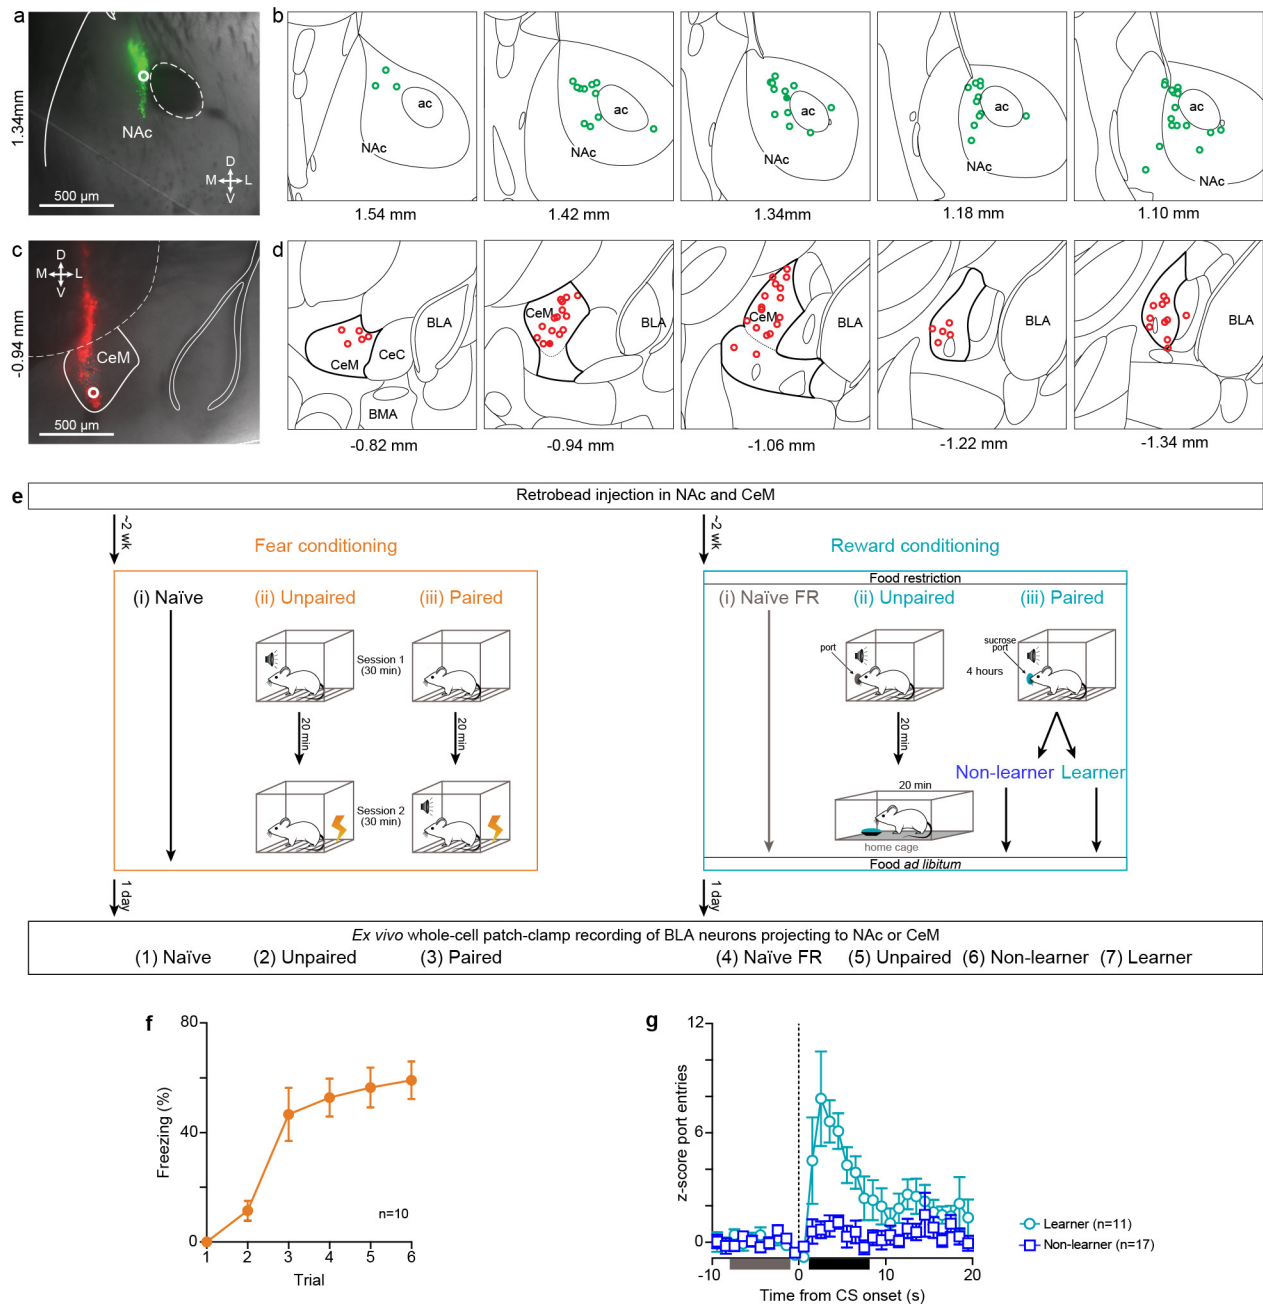 a
1.34mm
NAc
D
M
L
V
500 µm
b
NAc
ac
1.54 mm
NAc
ac
1.42 mm
NAc
ac
1.34mm
NAc
ac
1.18 mm
NAc
ac
1.10 mm
c
-0.94 mm
D
M
L
V
CeM
500 µm
d
CeM
CeC
BLA
BMA
-0.82 mm
CeM
BLA
-0.94 mm
CeM
BLA
-1.06 mm
BLA
-1.22 mm
BLA
-1.34 mm
e
Retrobead injection in NAc and CeM
~2 wk
Fear conditioning
(i) Naïve
(ii) Unpaired
(iii) Paired
Session 1
(30 min)
20 min
20 min
Session 2
(30 min)
1 day
~2 wk
Reward conditioning
Food restriction
(i) Naïve FR
(ii) Unpaired
(iii) Paired
port
sucrose
port
4 hours
20 min
Non-learner
Learner
20 min
home cage
Food ad libitum
1 day
Ex vivo whole-cell patch-clamp recording of BLA neurons projecting to NAc or CeM
(1) Naïve
(2) Unpaired
(3) Paired
(4) Naïve FR
(5) Unpaired
(6) Non-learner
(7) Learner
f
80
40
0
Freezing (%)
n=10
1 2 3 4 5 6
Trial
g
12
6
0
z-score port entries
-10 0 10 20
Time from CS onset (s)
Learner (n=11)
Non-learner (n=17)